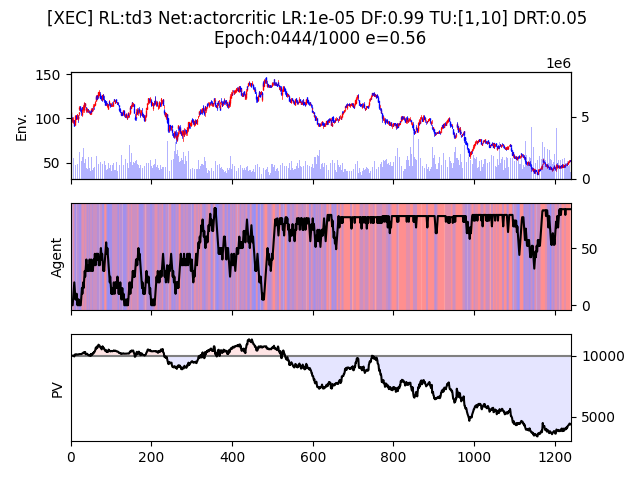 [XEC] RL:td3 Net:actorcritic LR:1e-05 DF:0.99 TU:[1,10] DRT:0.05
Epoch:0444/1000 e=0.56
1e6
150
100
50
Env.
5
0
Agent
50
0
PV
10000
5000
0 200 400 600 800 1000 1200